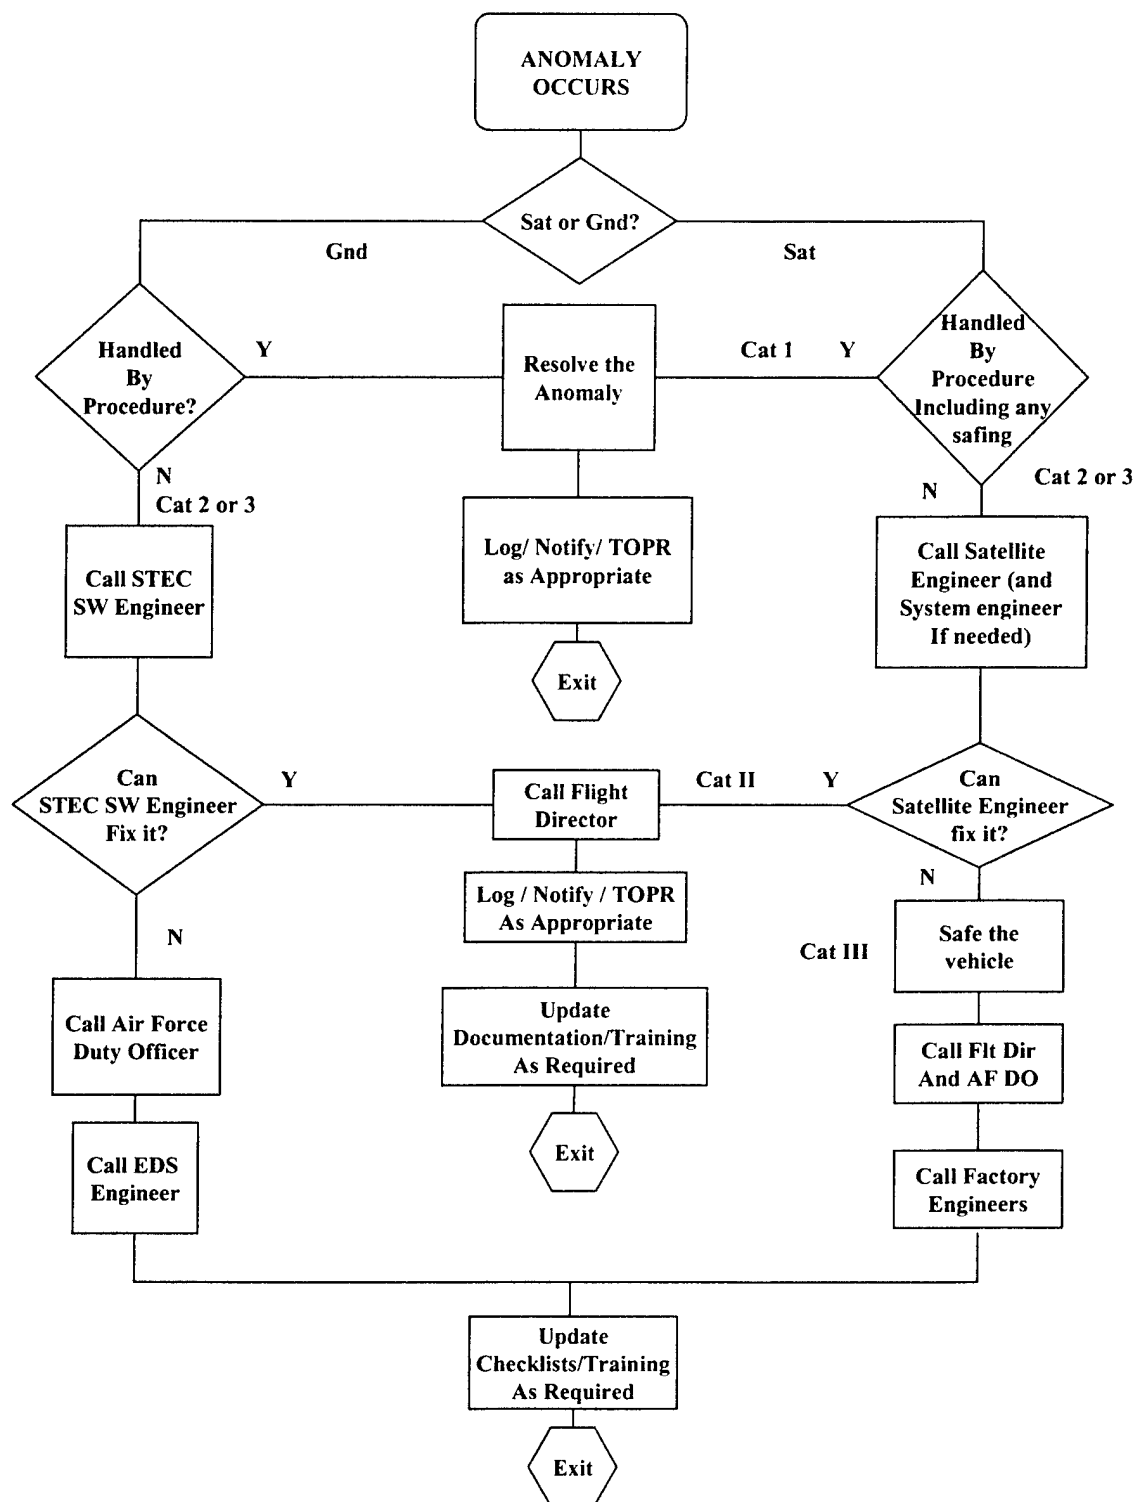 ANOMALY
OCCURS
Sat or Gnd?
Gnd
Sat
Handled
By
Procedure?
Y
Resolve the
Anomaly
Cat 1
Y
Handled
By
Procedure
Including any
safing
N
Cat 2 or 3
N
Cat 2 or 3
Call STEC
SW Engineer
Log/ Notify/ TOPR
as Appropriate
Call Satellite
Engineer (and
System engineer
If needed)
Exit
Can
STEC SW Engineer
Fix it?
Y
Call Flight
Director
Cat II
Y
Can
Satellite Engineer
fix it?
N
Log / Notify / TOPR
As Appropriate
N
Cat III
Safe the
vehicle
Call Air Force
Duty Officer
Update
Documentation/Training
As Required
Call Flt Dir
And AF DO
Call EDS
Engineer
Exit
Call Factory
Engineers
Update
Checklists/Training
As Required
Exit